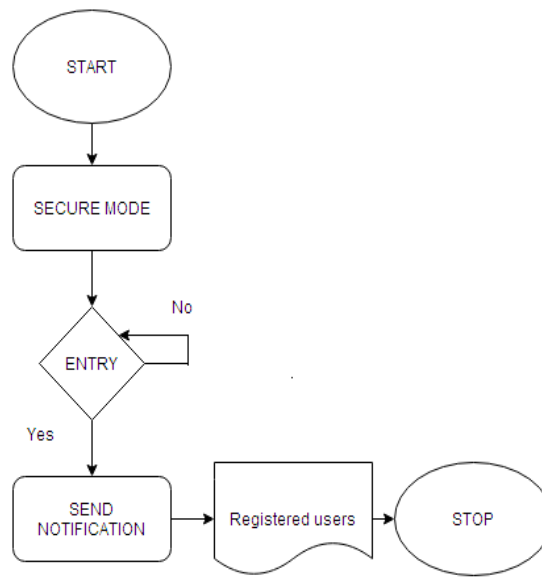 START
SECURE MODE
No
ENTRY
Yes
SEND
NOTIFICATION
Registered users
STOP